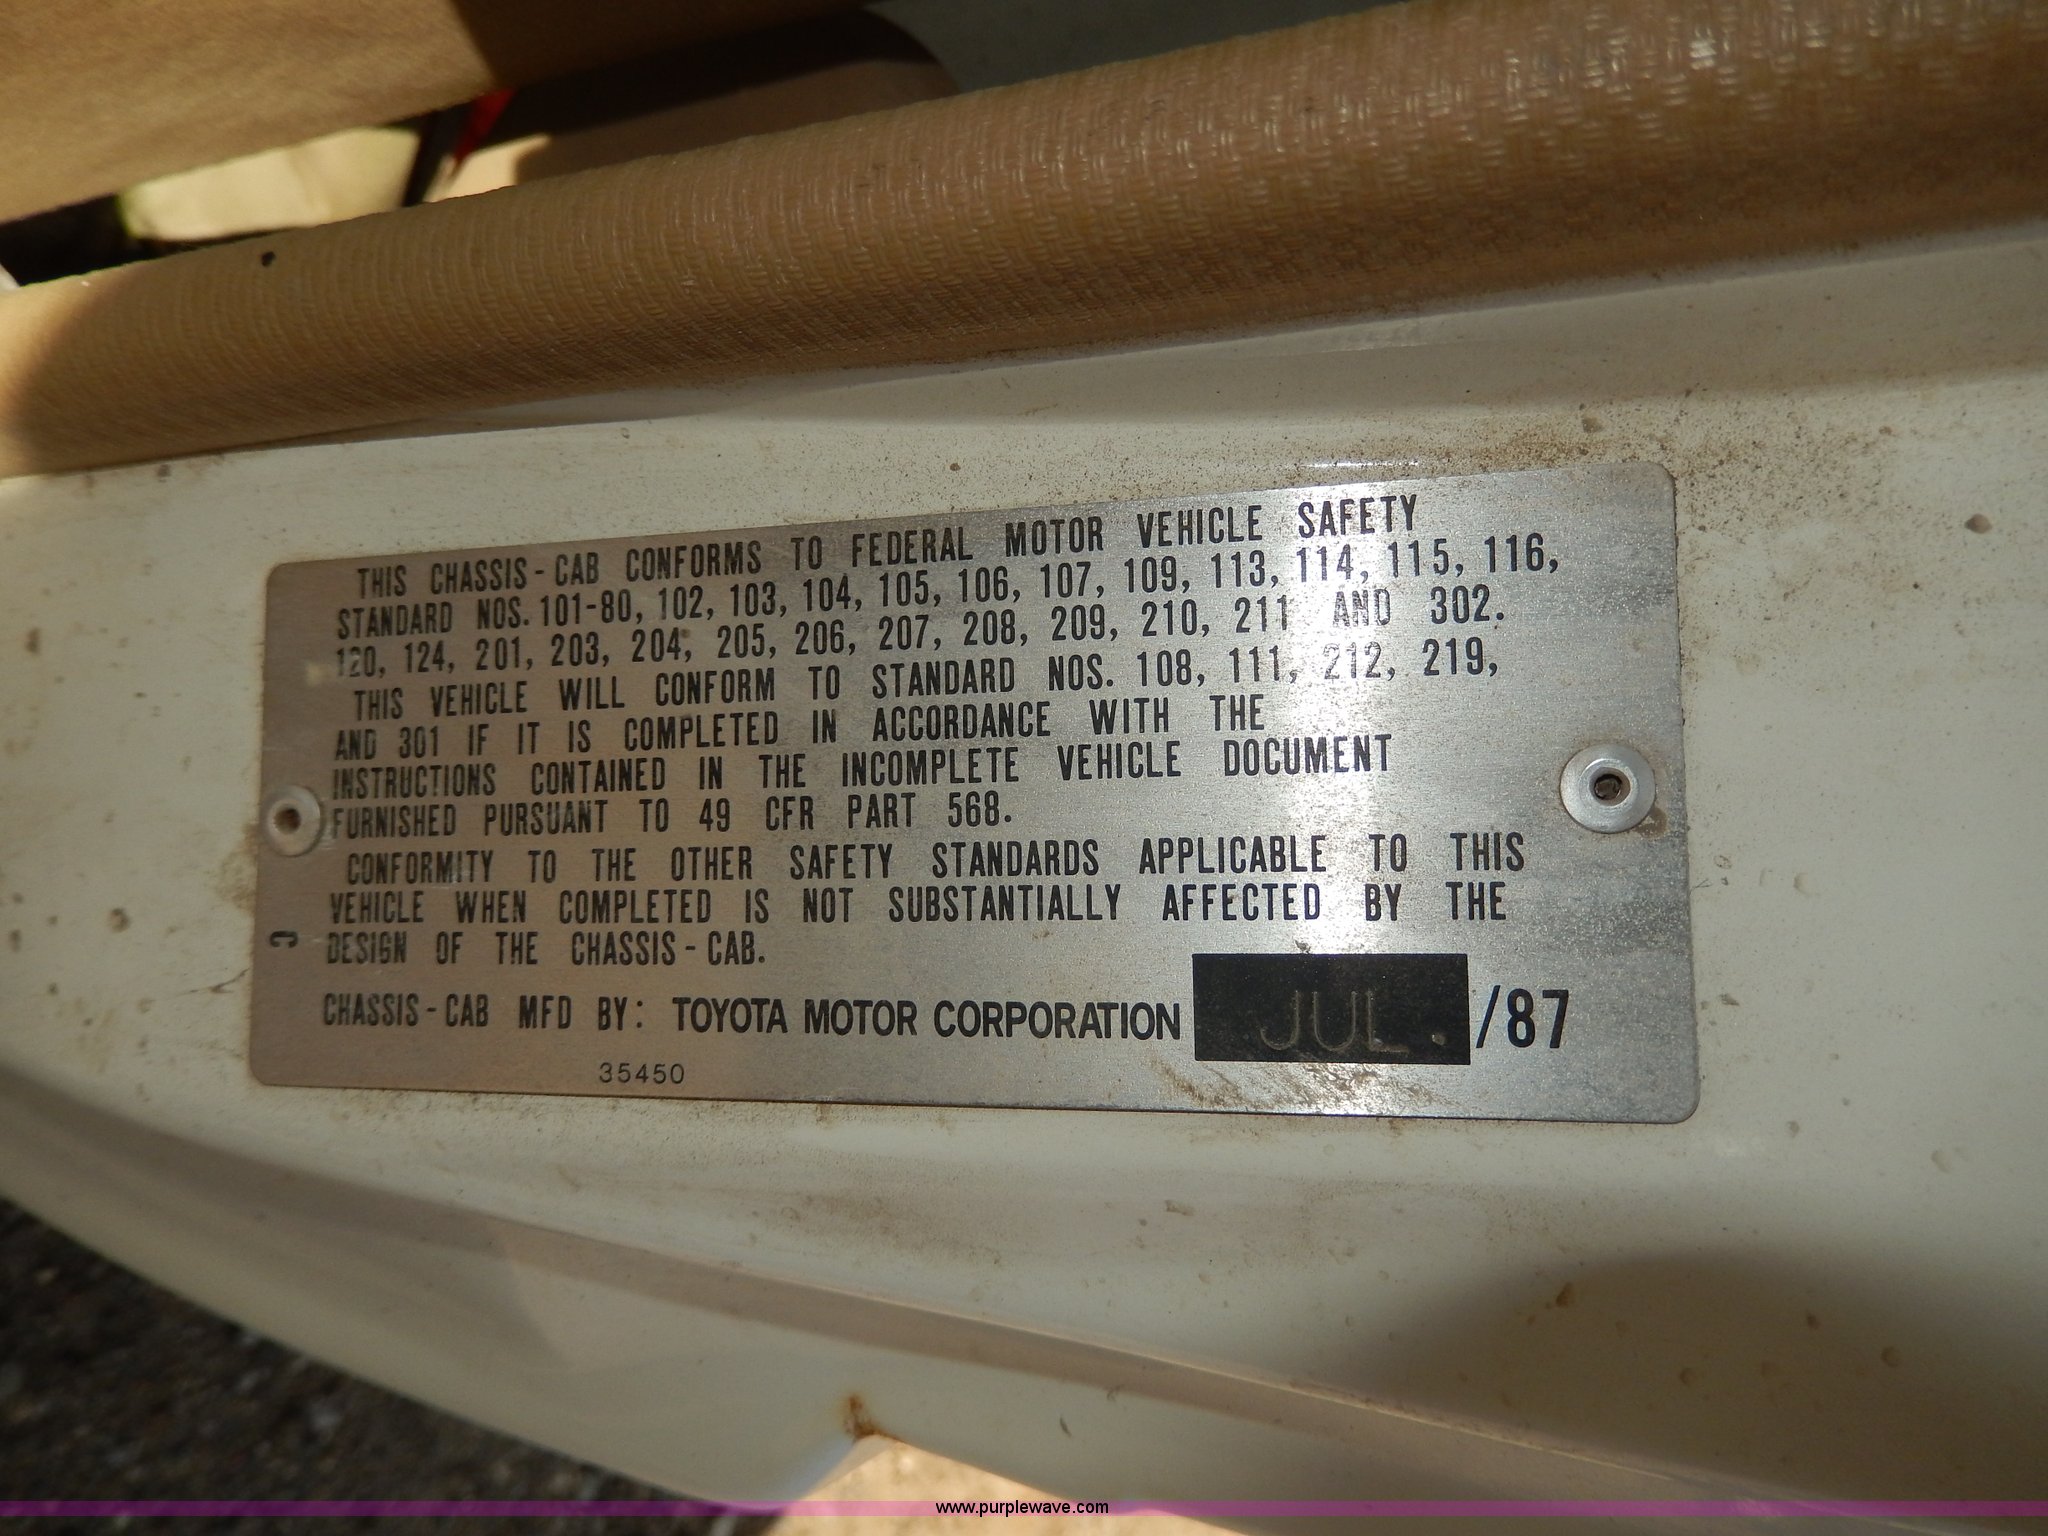 THIS CHASSIS-CAB CONFORMS TO FEDERAL MOTOR VEHICLE SAFETY
STANDARD NOS. 101-80, 102, 103, 104, 105, 106, 107, 109, 113, 114, 115, 116,
120, 124, 201, 203, 204, 205, 206, 207, 208, 209, 210, 211 AND 302.
THIS VEHICLE WILL CONFORM TO STANDARD NOS. 108, 111, 212, 219,
AND 301 IF IT IS COMPLETED IN ACCORDANCE WITH THE
INSTRUCTIONS CONTAINED IN THE INCOMPLETE VEHICLE DOCUMENT
FURNISHED PURSUANT TO 49 CFR PART 568.
CONFORMITY TO THE OTHER SAFETY STANDARDS APPLICABLE TO THIS
VEHICLE WHEN COMPLETED IS NOT SUBSTANTIALLY AFFECTED BY THE
DESIGN OF THE CHASSIS-CAB.
C
CHASSIS-CAB MFD BY: TOYOTA MOTOR CORPORATION JUL. /87
35450
www.purplewave.com